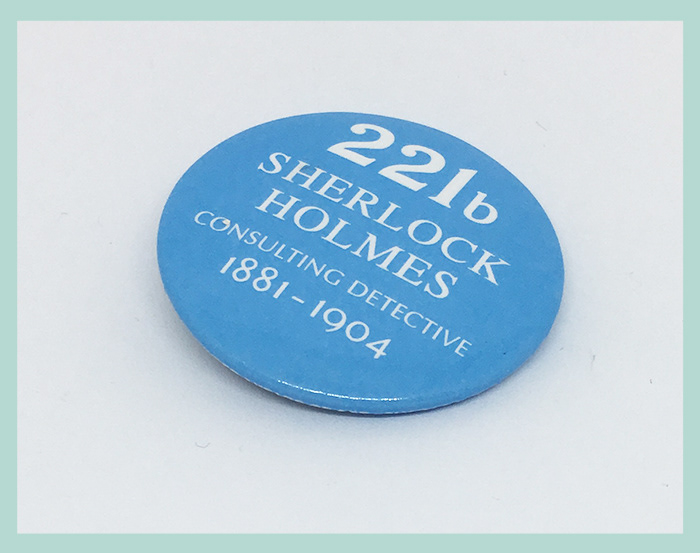 221b
SHERLOCK
HOLMES
CONSULTING DETECTIVE
1881-1904